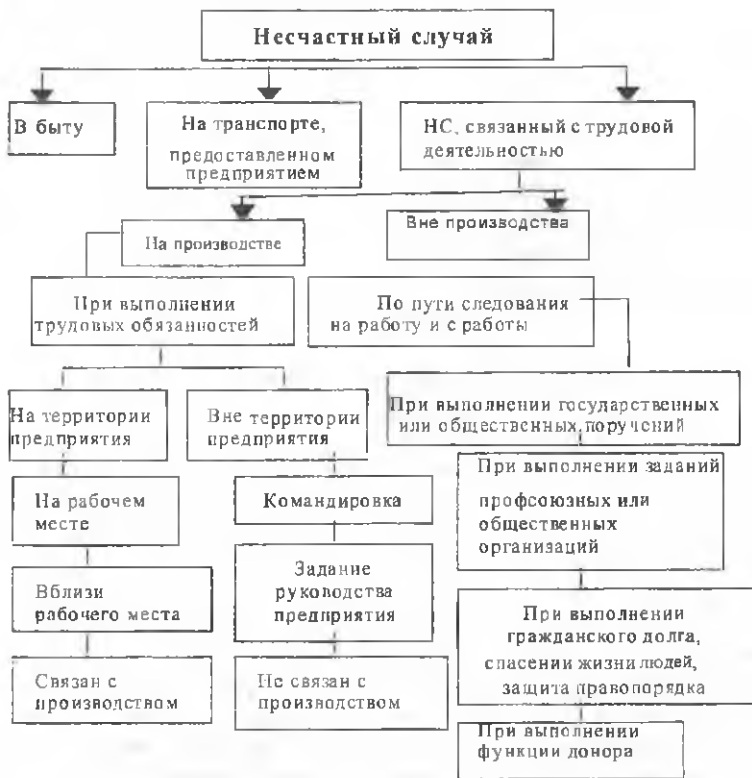 Несчастный случай
В быту
На транспорте,
предоставленном
предприятием
НС, связанный с трудовой
деятельностью
На производстве
Вне производства
При выполнении
трудовых обязанностей
По пути следования
на работу и с работы
На территории
предприятия
Вне территории
предприятия
При выполнении государственных
или общественных поручений
На рабочем
месте
Командировка
При выполнении заданий
профсоюзных или
общественных
организаций
Вблизи
рабочего места
Задание
руководства
предприятия
При выполнении
гражданского долга,
спасении жизни людей,
защита правопорядка
Связан с
производством
Не связан с
производством
При выполнении
функции донора